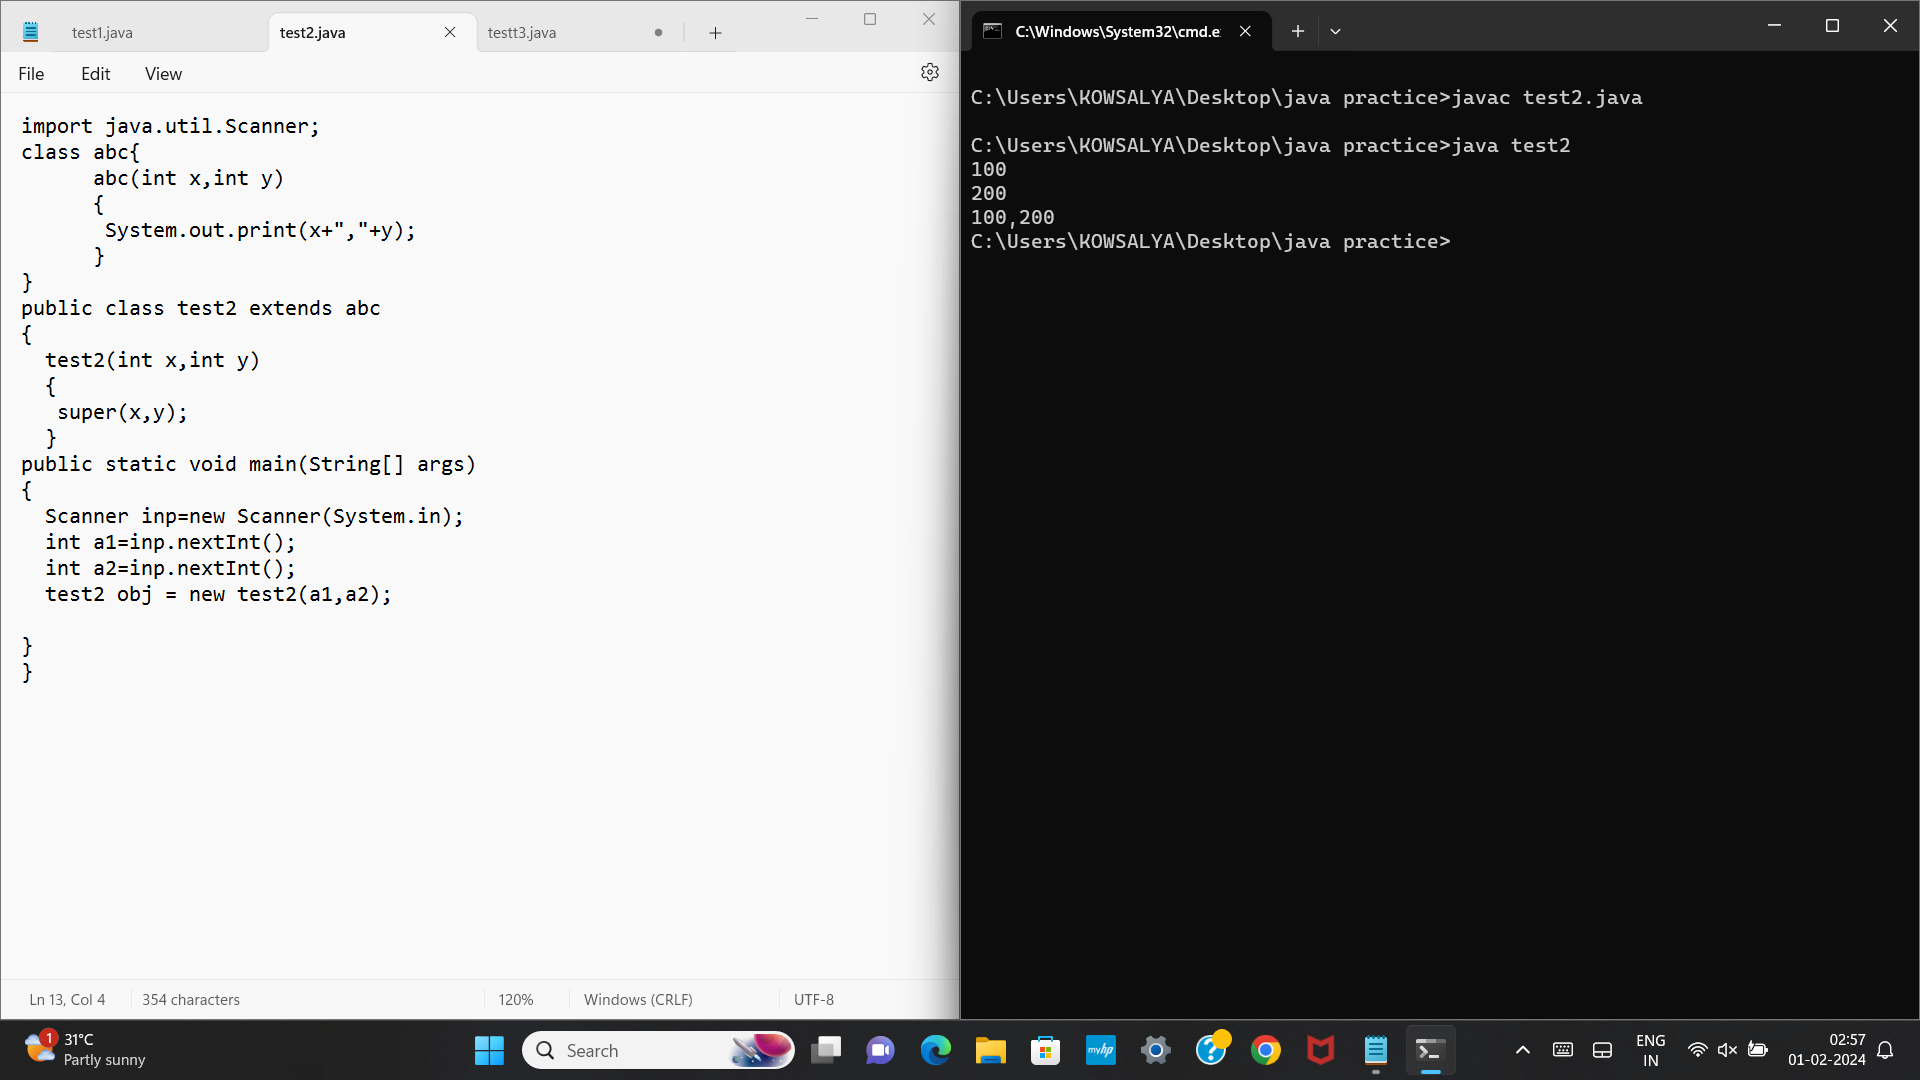 test1.java
test2.java
testt3.java
File
Edit
View
import java.util.Scanner;
class abc{
      abc(int x,int y)
      {
       System.out.print(x+","+y);
      }
}
public class test2 extends abc
{
  test2(int x,int y)
  {
   super(x,y);
  }
public static void main(String[] args)
{
  Scanner inp=new Scanner(System.in);
  int a1=inp.nextInt();
  int a2=inp.nextInt();
  test2 obj = new test2(a1,a2);

}
}
Ln 13, Col 4
354 characters
120%
Windows (CRLF)
UTF-8
C:\Windows\System32\cmd.e
C:\Users\KOWSALYA\Desktop\java practice>javac test2.java
C:\Users\KOWSALYA\Desktop\java practice>java test2
100
200
100,200
C:\Users\KOWSALYA\Desktop\java practice>
1
31°C
Partly sunny
Search
myhp
ENG
IN
02:57
01-02-2024